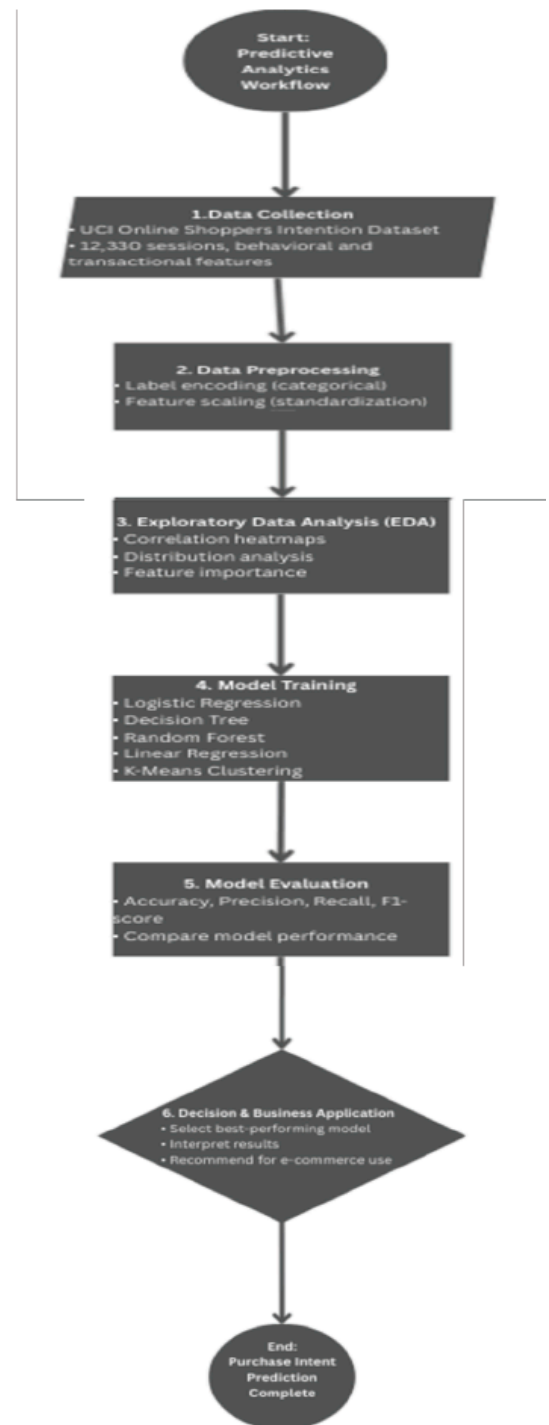 Start:
Predictive
Analytics
Workflow
1.Data Collection
• UCI Online Shoppers Intention Dataset
• 12,330 sessions, behavioral and
transactional features
2. Data Preprocessing
• Label encoding (categorical)
• Feature scaling (standardization)
3. Exploratory Data Analysis (EDA)
• Correlation heatmaps
• Distribution analysis
• Feature importance
4. Model Training
• Logistic Regression
• Decision Tree
• Random Forest
• Linear Regression
• K-Means Clustering
5. Model Evaluation
• Accuracy, Precision, Recall, F1-
score
• Compare model performance
6. Decision & Business Application
• Select best-performing model
• Interpret results
• Recommend for e-commerce use
End:
Purchase Intent
Prediction
Complete